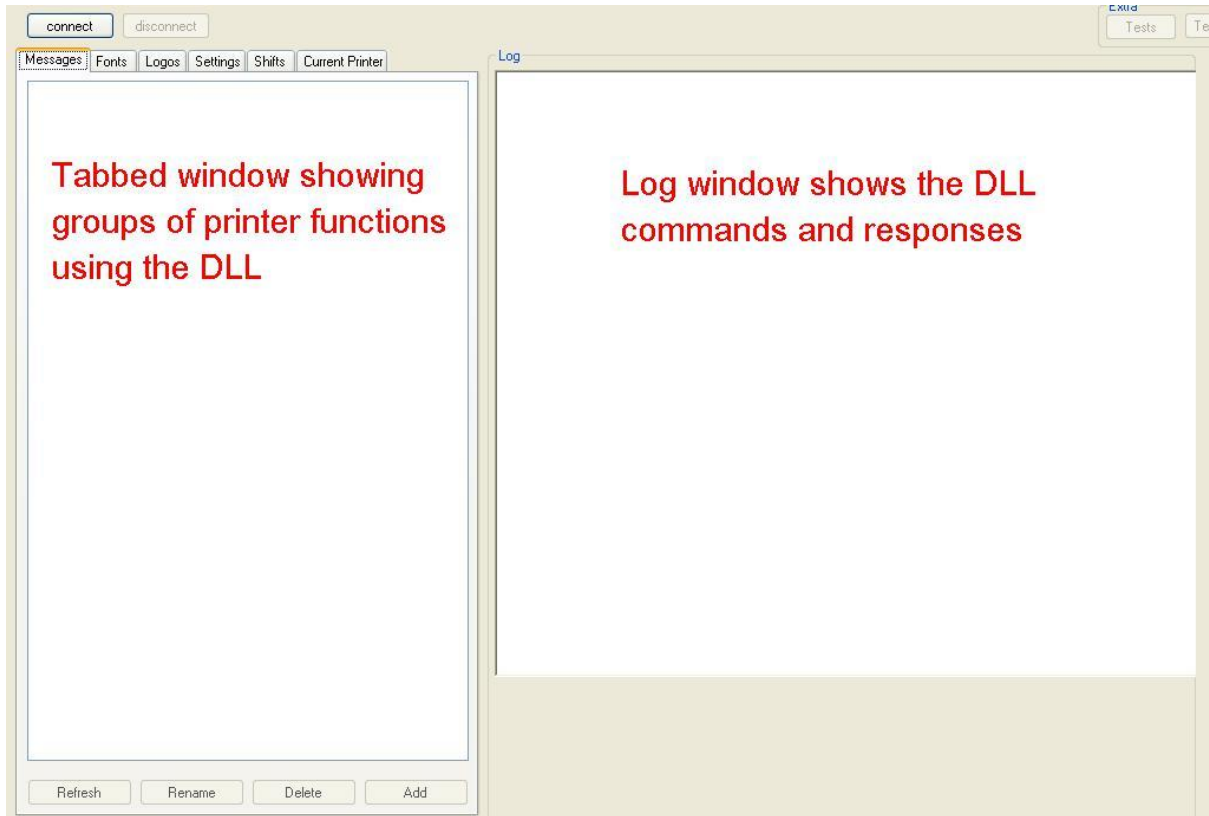 connect disconnect
Extra
Tests Te
Messages Fonts Logos Settings Shifts Current Printer
Log
Tabbed window showing
groups of printer functions
using the DLL
Log window shows the DLL
commands and responses
Refresh Rename Delete Add